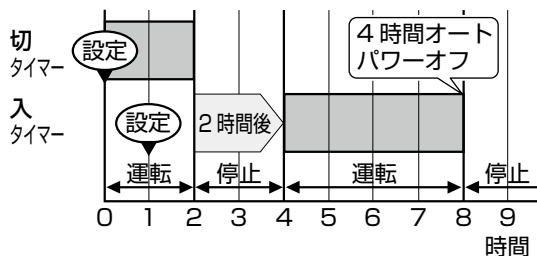 切
タイマー
設定
4時間オート
パワーオフ
入
タイマー
設定
2時間後
運転 停止 運転 停止
0 1 2 3 4 5 6 7 8 9
時間